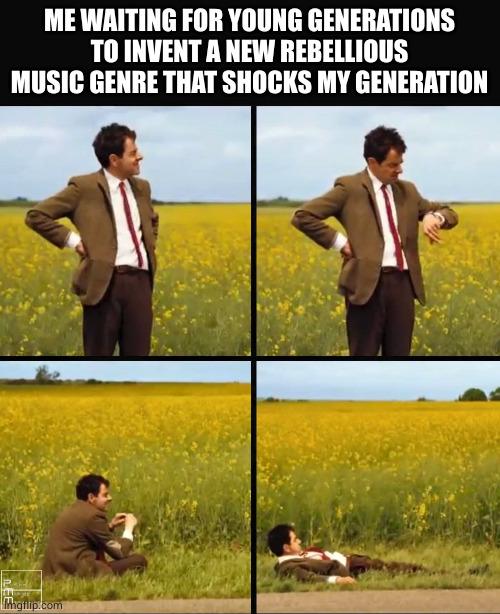 ME WAITING FOR YOUNG GENERATIONS
TO INVENT A NEW REBELLIOUS
MUSIC GENRE THAT SHOCKS MY GENERATION
imgflip.com